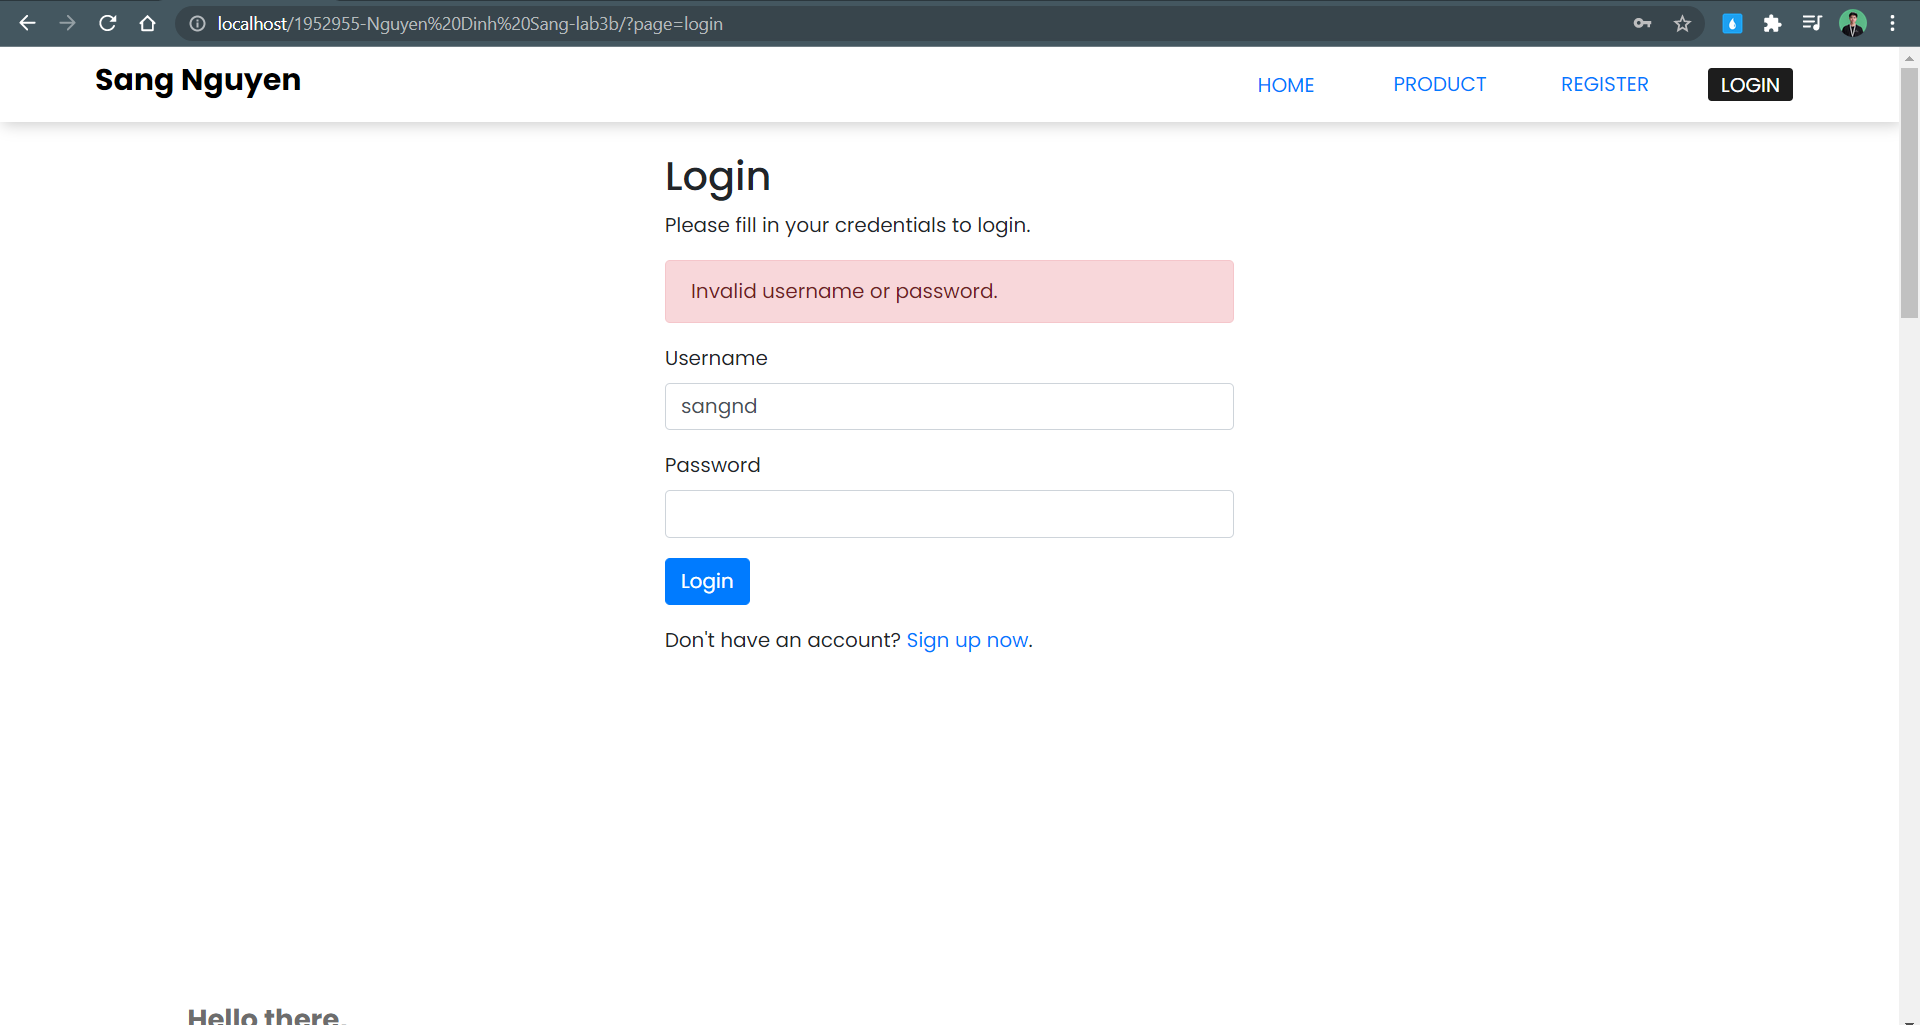 localhost/1952955-Nguyen%20Dinh%20Sang-lab3b/?page=login
Sang Nguyen
HOME
PRODUCT
REGISTER
LOGIN
Login
Please fill in your credentials to login.
Invalid username or password.
Username
sangnd
Password
Login
Don't have an account? Sign up now.
Hello there.